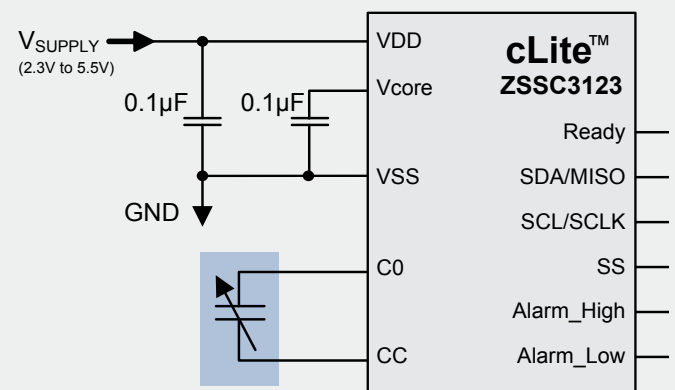 VSUPPLY
(2.3V to 5.5V)
0.1µF
0.1µF
GND
VDD
Vcore
VSS
C0
CC
cLite™
ZSSC3123
Ready
SDA/MISO
SCL/SCLK
SS
Alarm_High
Alarm_Low